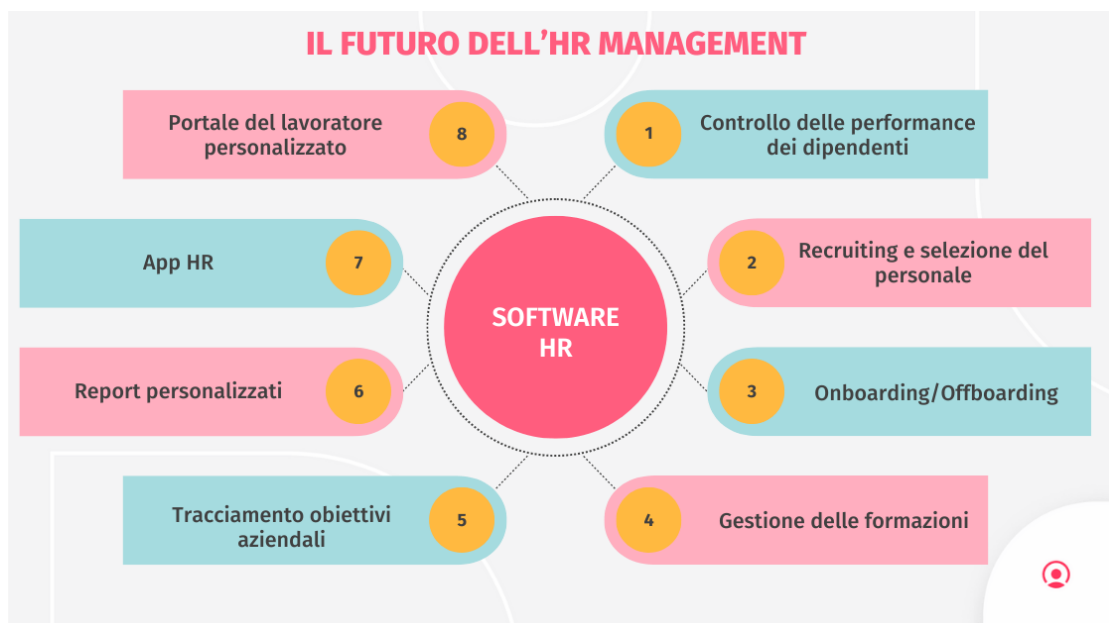 IL FUTURO DELL'HR MANAGEMENT
8
Portale del lavoratore
personalizzato
1
Controllo delle performance
dei dipendenti
7
App HR
2
Recruiting e selezione del
personale
SOFTWARE
HR
6
Report personalizzati
3
Onboarding/Offboarding
5
Tracciamento obiettivi
aziendali
4
Gestione delle formazioni